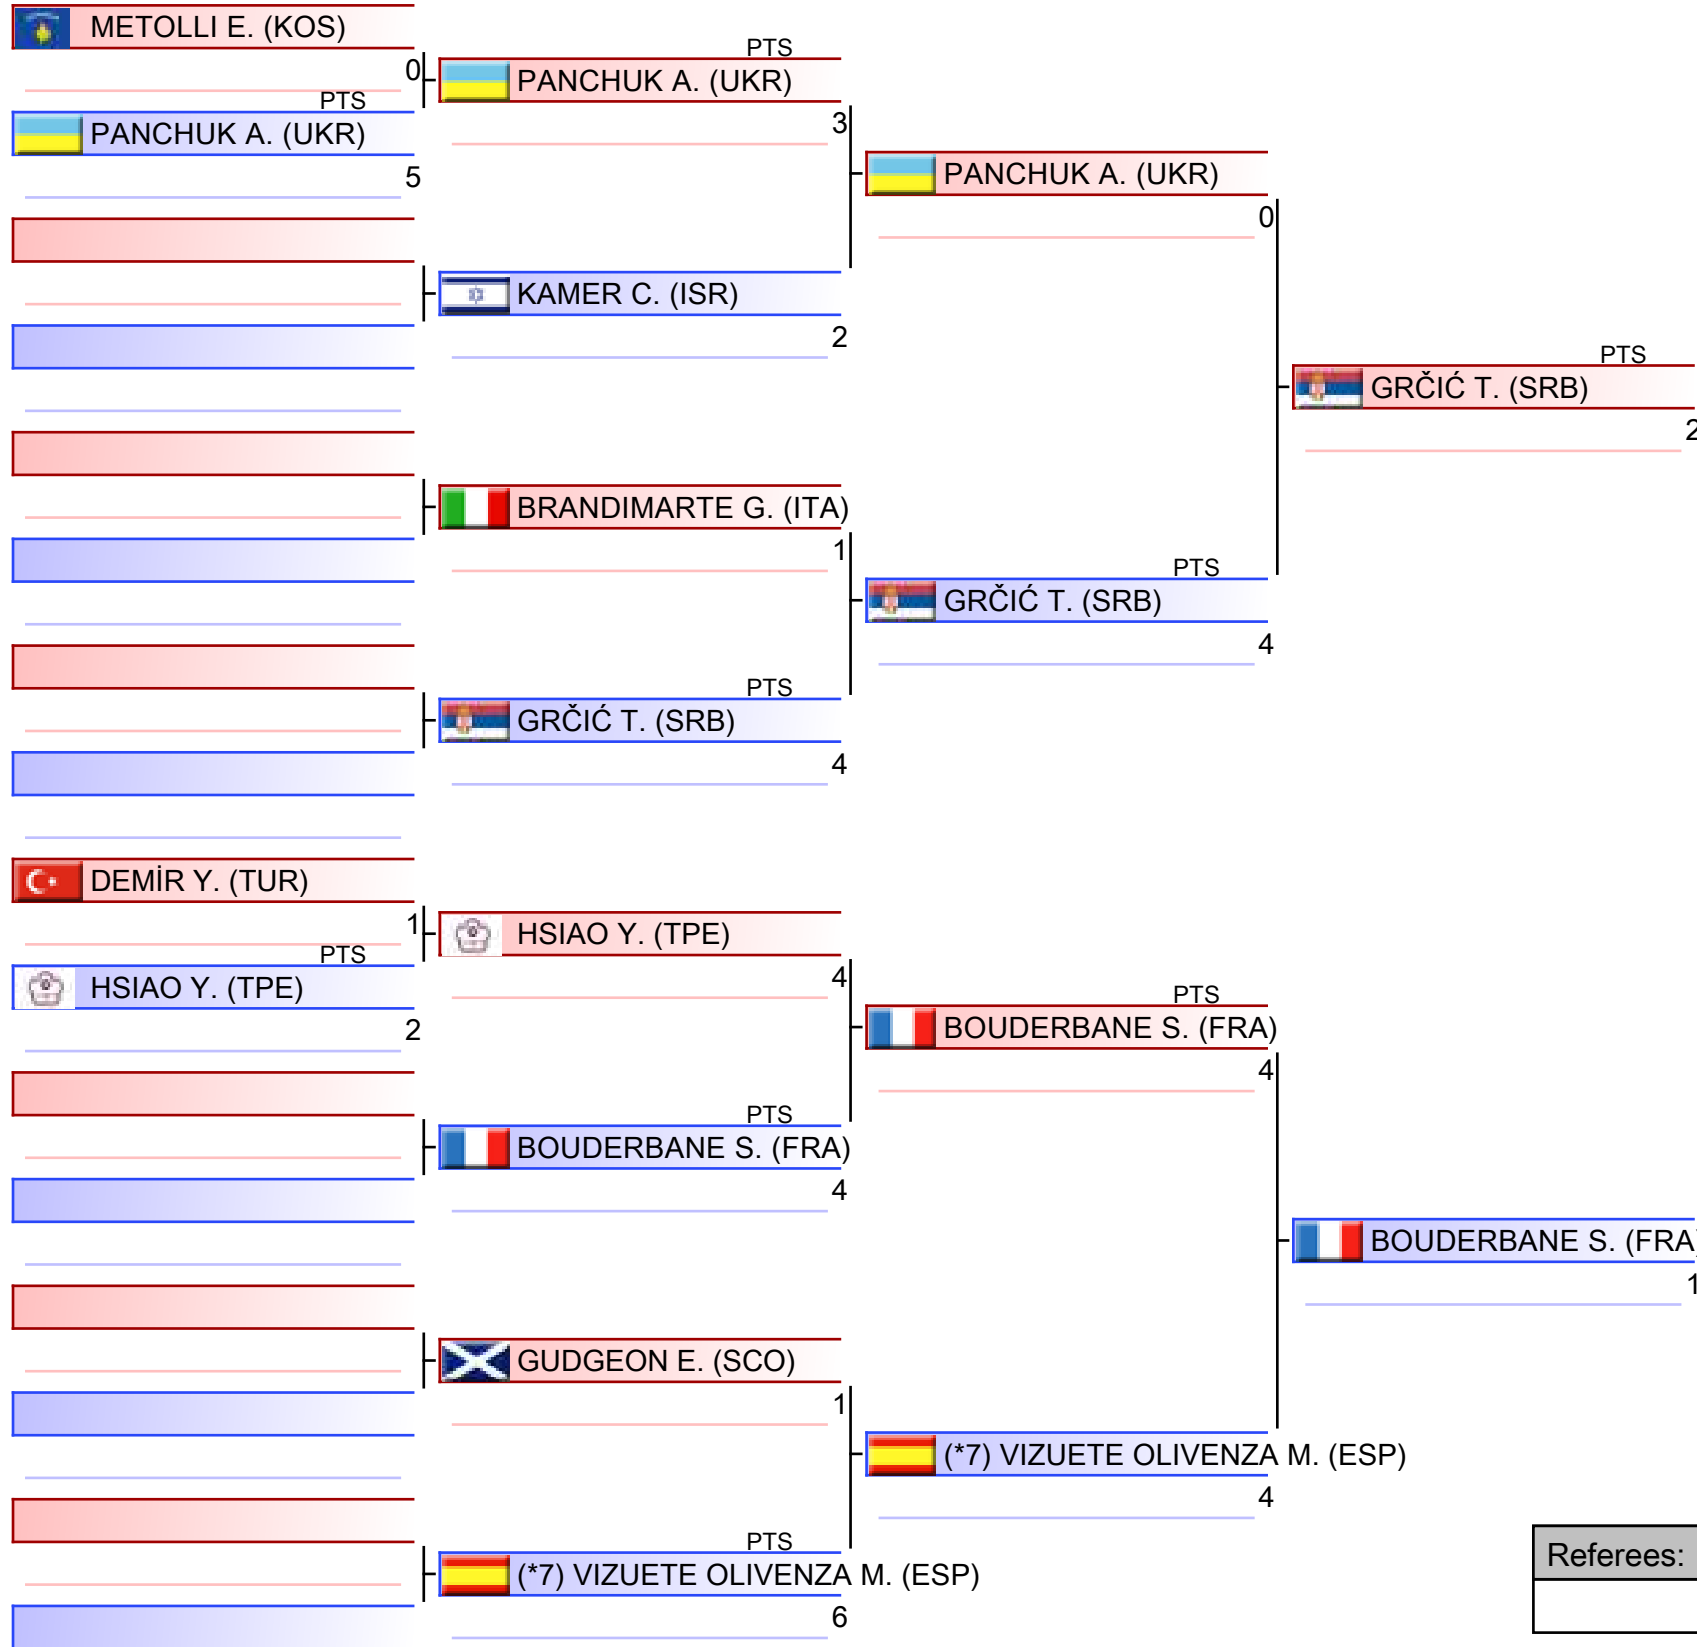 METOLLI E. (KOS)
0
PTS
PANCHUK A. (UKR)
5
PTS
PANCHUK A. (UKR)
3
KAMER C. (ISR)
2
PANCHUK A. (UKR)
0
BRANDIMARTE G. (ITA)
1
PTS
GRČIĆ T. (SRB)
4
PTS
GRČIĆ T. (SRB)
4
PTS
GRČIĆ T. (SRB)
2
DEMİR Y. (TUR)
1
PTS
HSIAO Y. (TPE)
2
HSIAO Y. (TPE)
4
PTS
BOUDERBANE S. (FRA)
4
PTS
BOUDERBANE S. (FRA)
4
GUDGEON E. (SCO)
1
PTS
(*7) VIZUETE OLIVENZA M. (ESP)
6
(*7) VIZUETE OLIVENZA M. (ESP)
4
BOUDERBANE S. (FRA)
1
Referees: